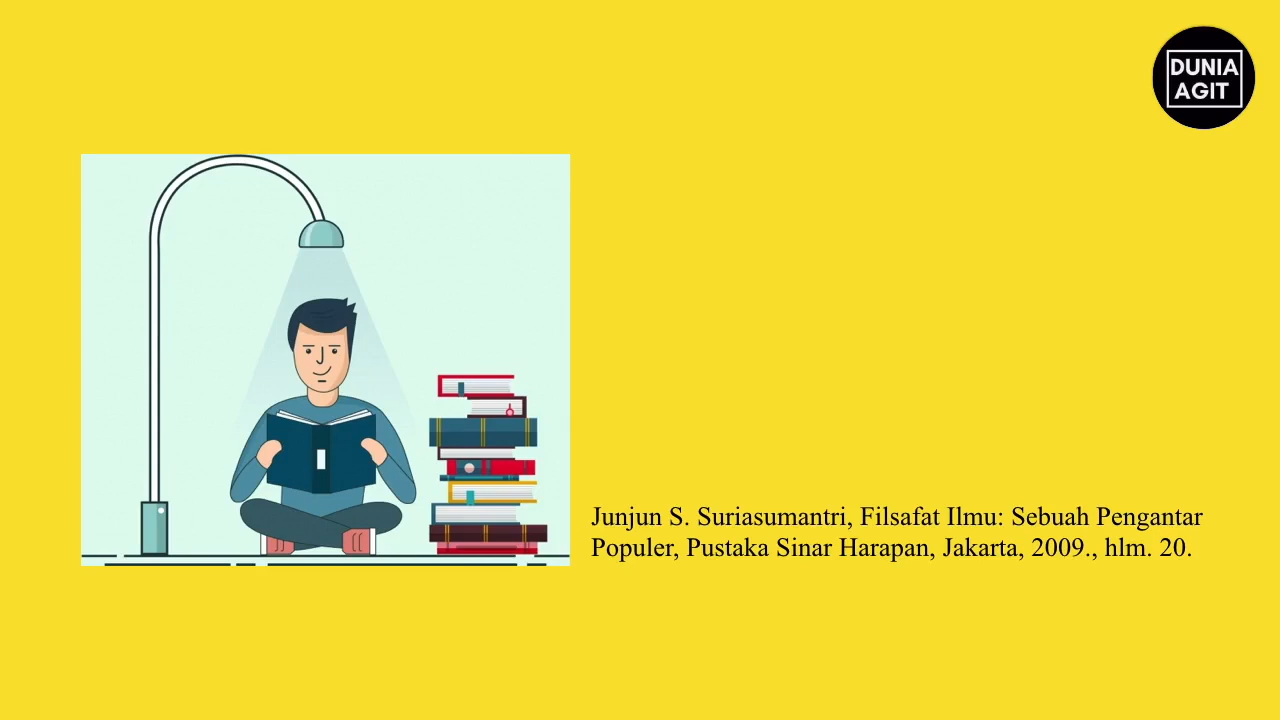 DUNIA
AGIT
Junjun S. Suriasumantri, Filsafat Ilmu: Sebuah Pengantar
Populer, Pustaka Sinar Harapan, Jakarta, 2009., hlm. 20.